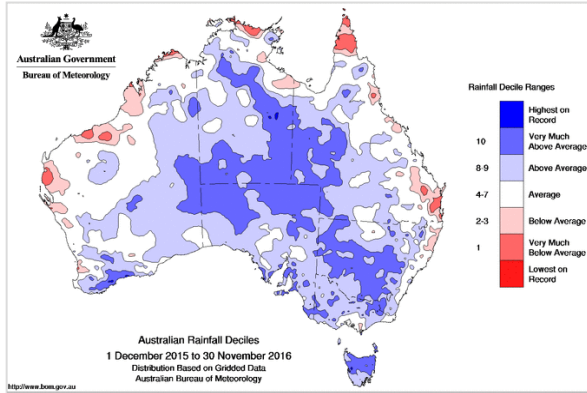 Australian Government
Bureau of Meteorology
Rainfall Decile Ranges
Highest on
Record
10
Very Much
Above Average
8-9
Above Average
4-7
Average
2-3
Below Average
1
Very Much
Below Average
Lowest on
Record
Australian Rainfall Deciles
1 December 2015 to 30 November 2016
Distribution Based on Gridded Data
Australian Bureau of Meteorology
http://www.bom.gov.au